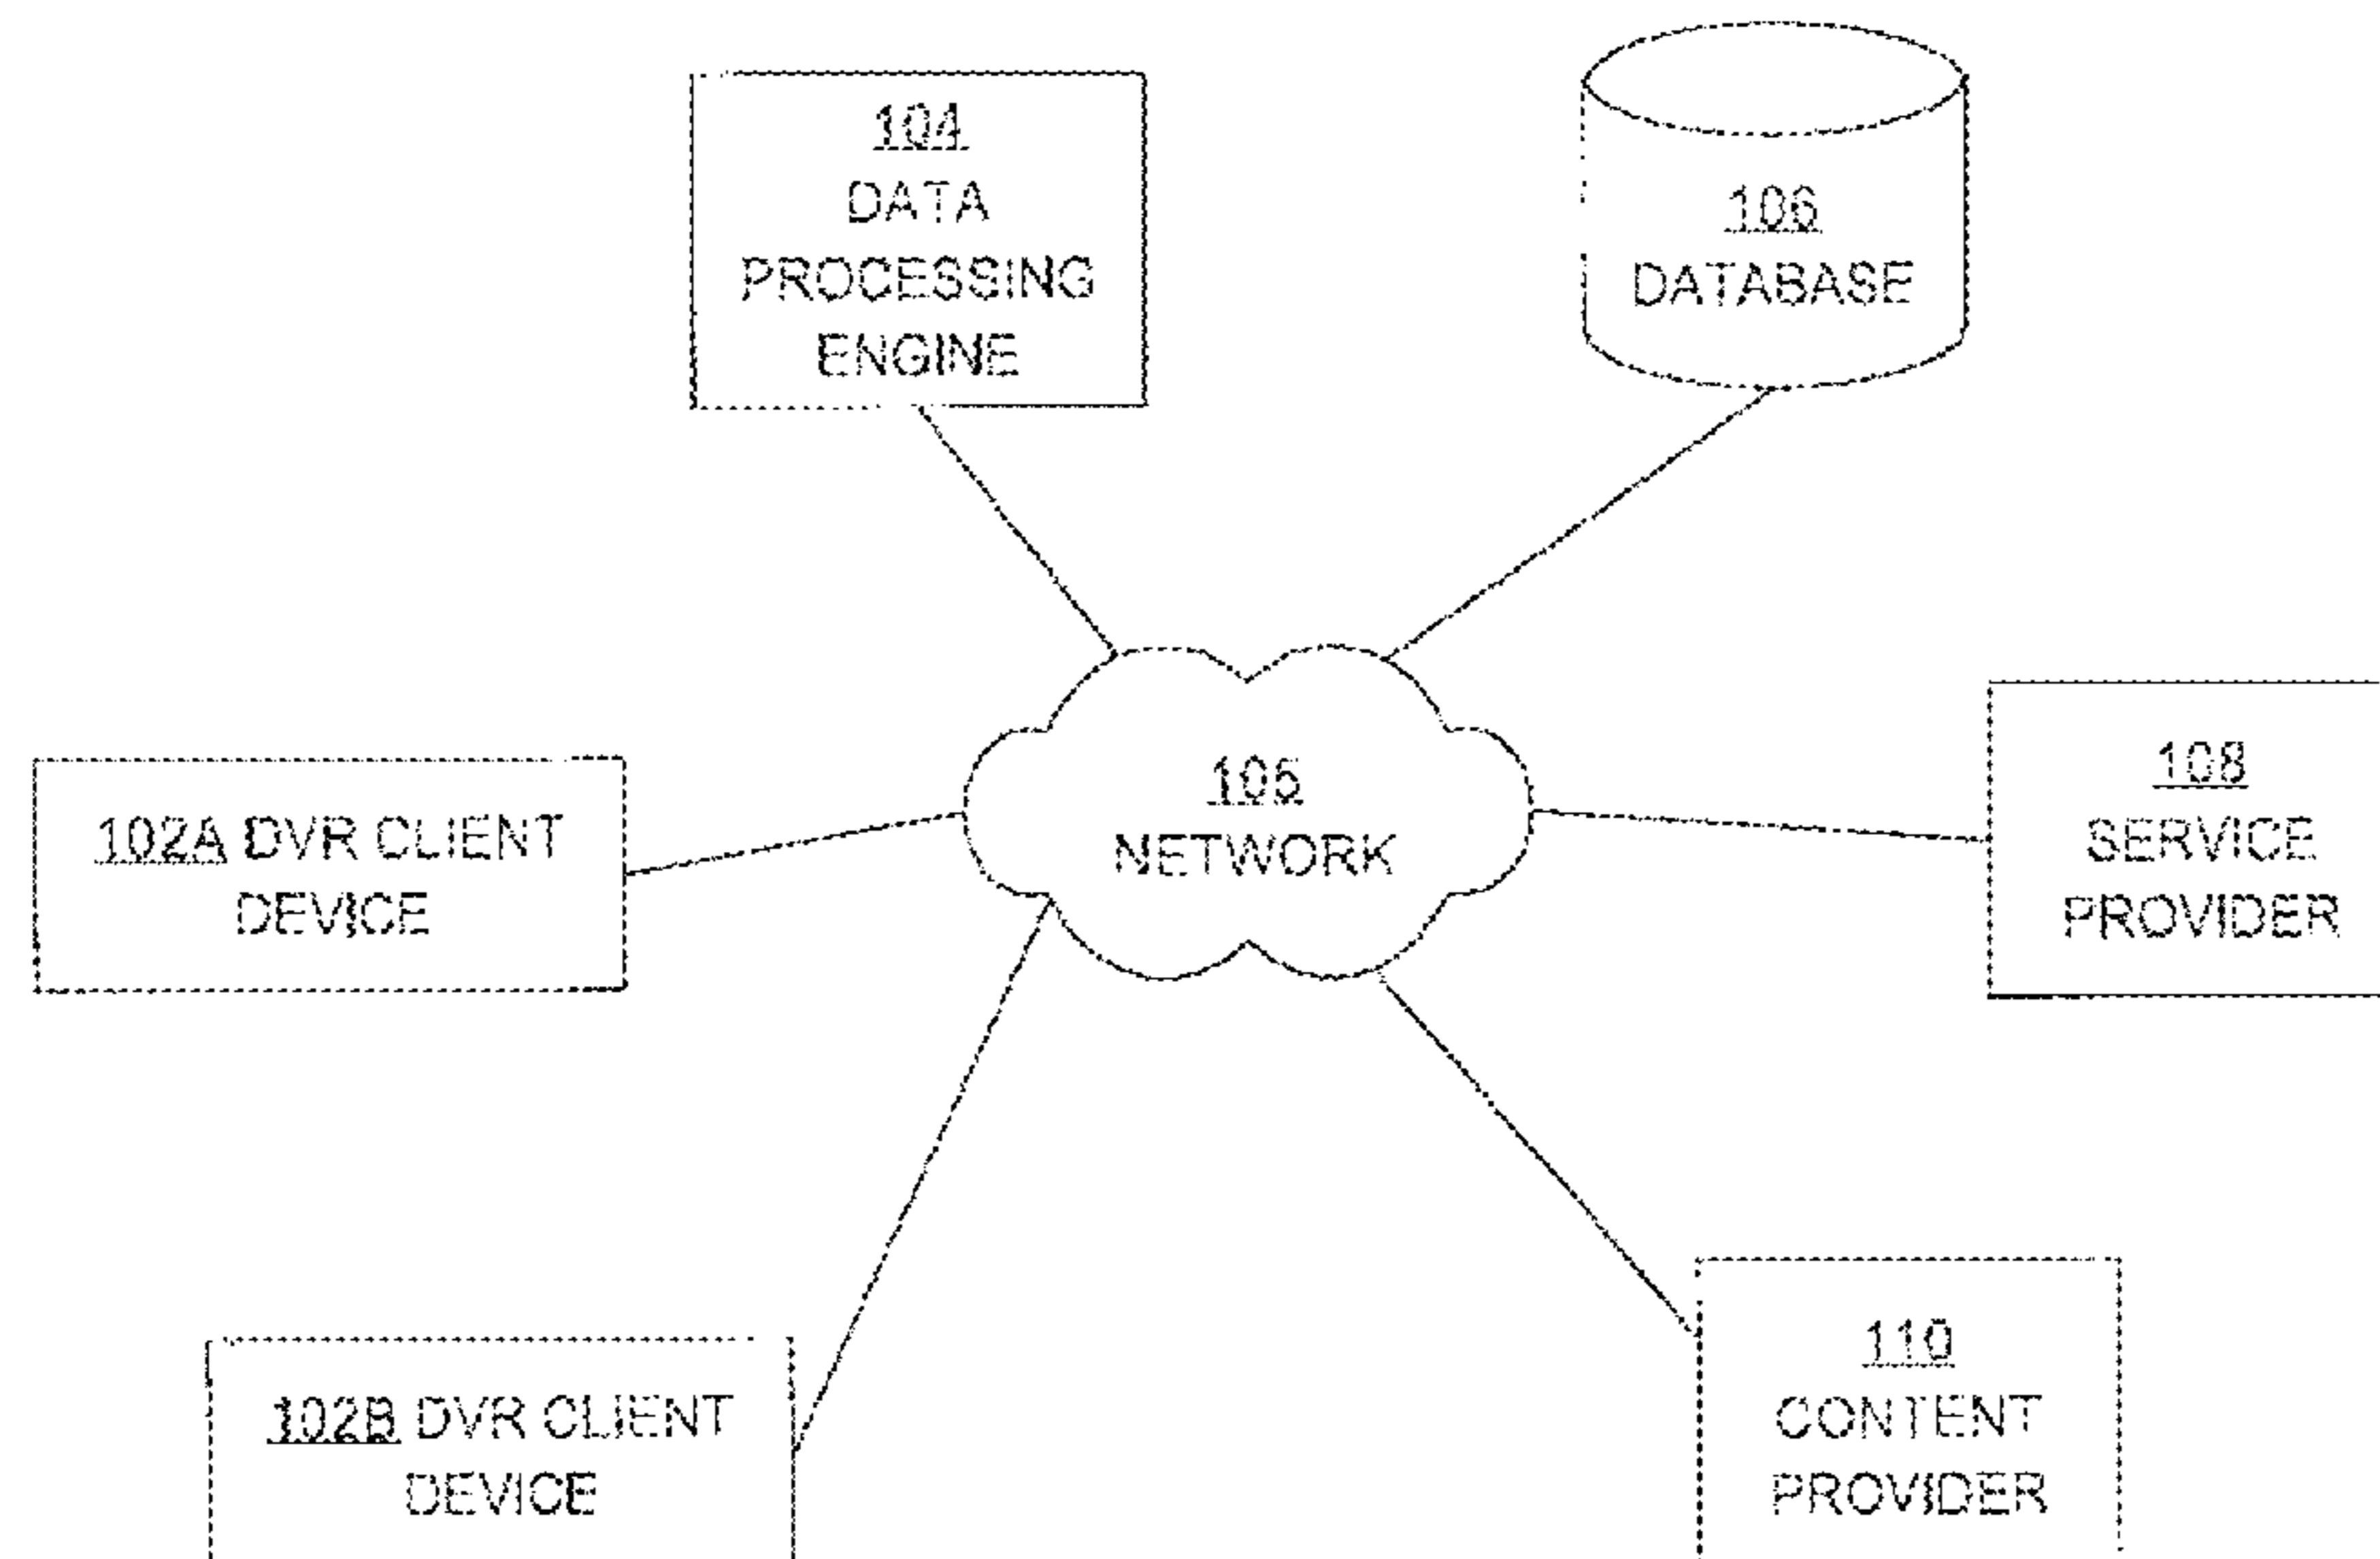 104
DATA
PROCESSING
ENGINE
106
DATABASE
105
NETWORK
108
SERVICE
PROVIDER
102A DVR CLIENT
DEVICE
102B DVR CLIENT
DEVICE
110
CONTENT
PROVIDER